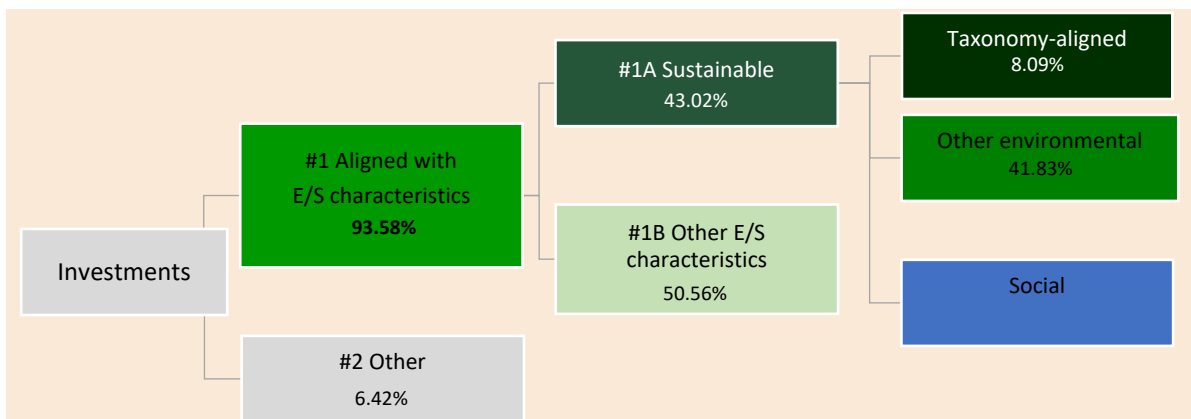 Investments
#1 Aligned with
E/S characteristics
93.58%
#2 Other
6.42%
#1A Sustainable
43.02%
#1B Other E/S
characteristics
50.56%
Taxonomy-aligned
8.09%
Other environmental
41.83%
Social